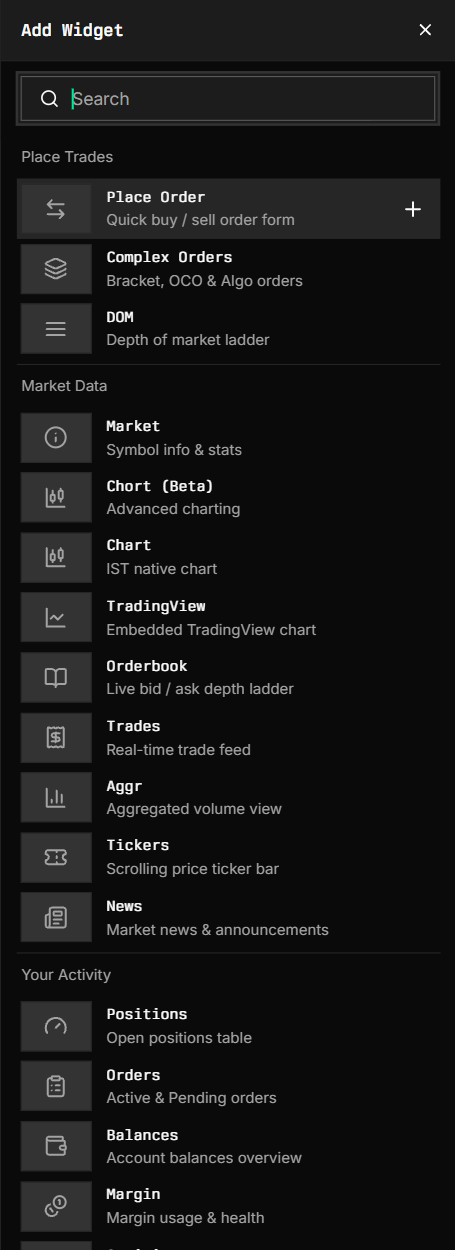 Add Widget
Search
Place Trades
Place Order
Quick buy / sell order form
Complex Orders
Bracket, OCO & Algo orders
DOM
Depth of market ladder
Market Data
Market
Symbol info & stats
Chort (Beta)
Advanced charting
Chart
IST native chart
TradingView
Embedded TradingView chart
Orderbook
Live bid / ask depth ladder
Trades
Real-time trade feed
Aggr
Aggregated volume view
Tickers
Scrolling price ticker bar
News
Market news & announcements
Your Activity
Positions
Open positions table
Orders
Active & Pending orders
Balances
Account balances overview
Margin
Margin usage & health